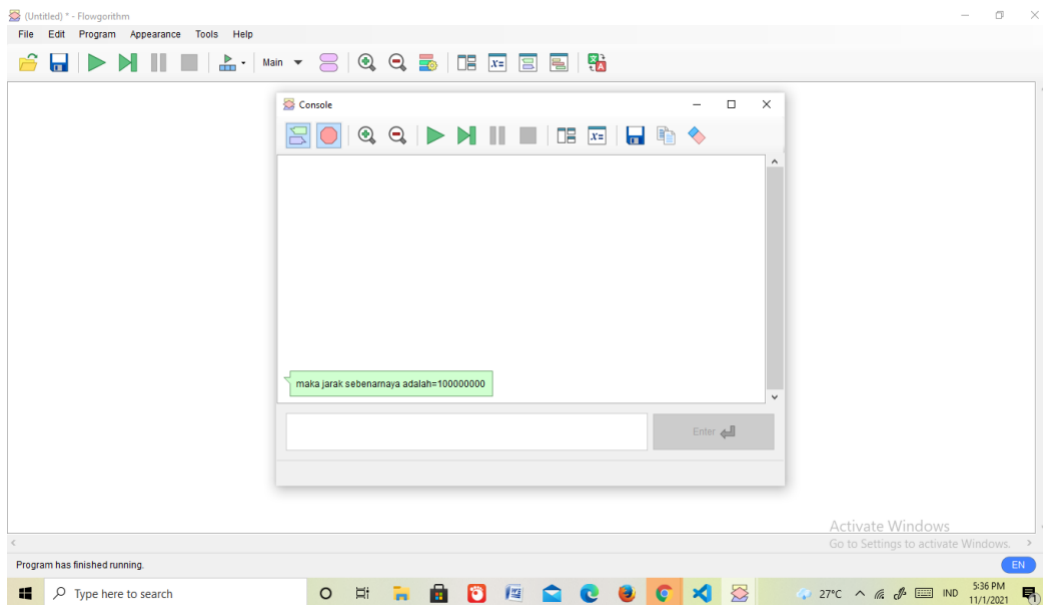 (Untitled) * - Flowgorithm
File Edit Program Appearance Tools Help
Main
Console
maka jarak sebenarnaya adalah=100000000
Enter
Activate Windows
Go to Settings to activate Windows.
Program has finished running.
EN
Type here to search
27°C
IND
5:36 PM
11/1/2021